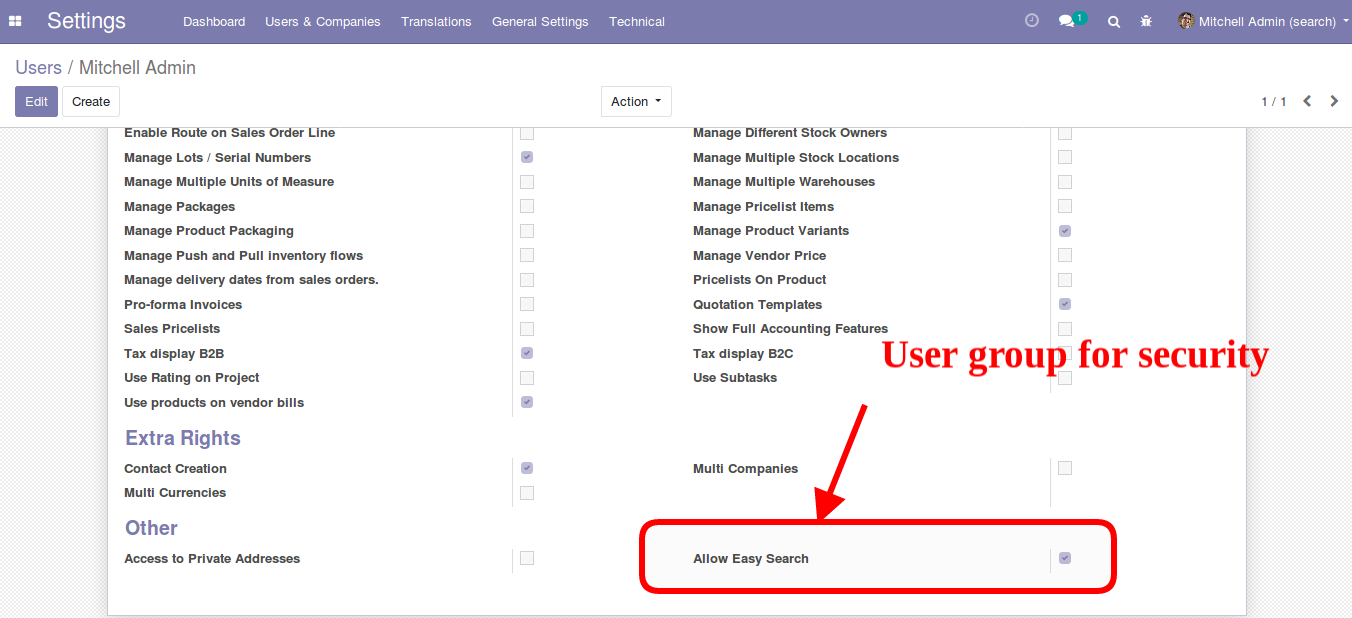 Settings Dashboard Users & Companies Translations General Settings Technical 1 Mitchell Admin (search)
Users / Mitchell Admin
Edit Create Action 1 / 1
Enable Route on Sales Order Line Manage Different Stock Owners
Manage Lots / Serial Numbers Manage Multiple Stock Locations
Manage Multiple Units of Measure Manage Multiple Warehouses
Manage Packages Manage Pricelist Items
Manage Product Packaging Manage Product Variants
Manage Push and Pull inventory flows Manage Vendor Price
Manage delivery dates from sales orders. Pricelists On Product
Pro-forma Invoices Quotation Templates
Sales Pricelists Show Full Accounting Features
Tax display B2B Tax display B2C
User group for security
Use Rating on Project Use Subtasks
Use products on vendor bills
Extra Rights
Contact Creation Multi Companies
Multi Currencies
Other
Access to Private Addresses Allow Easy Search